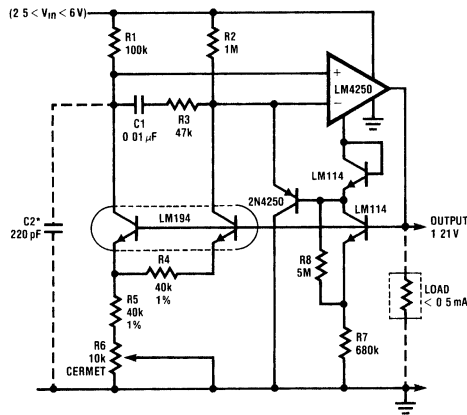 (2 5 < Vin < 6V)
R1
100k
R2
1M
+
−
LM4250
C1
0 01 μF
R3
47k
LM114
2N4250
LM114
LM194
C2*
220 pF
OUTPUT
1 21 V
R4
40k
1%
R8
5M
LOAD
< 0 5 mA
R5
40k
1%
R6
10k
CERMET
R7
680k